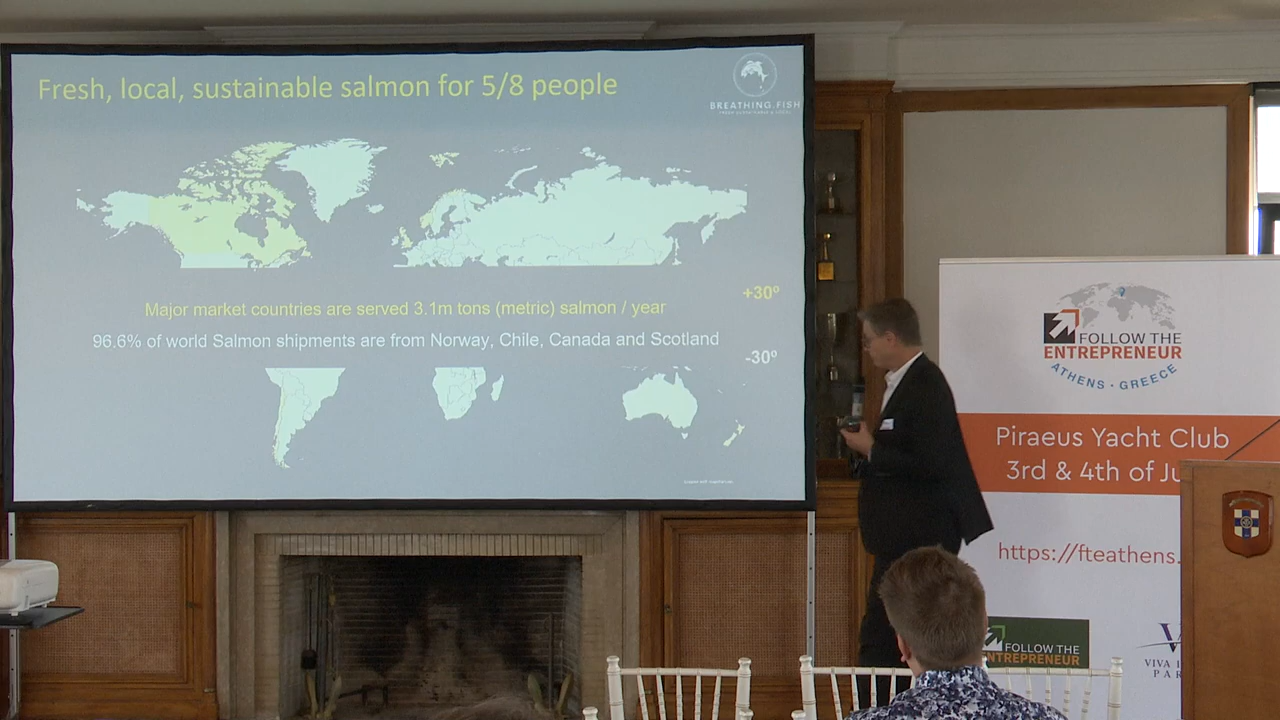 Fresh, local, sustainable salmon for 5/8 people
BREATHING.FISH
+30º
Major market countries are served 3.1m tons (metric) salmon / year
96.6% of world Salmon shipments are from Norway, Chile, Canada and Scotland
-30º
FOLLOW THE
ENTREPRENEUR
ATHENS · GREECE
Piraeus Yacht Club
3rd & 4th of Ju
https://fteathens.
FOLLOW THE
ENTREPRENEUR
VIVA
PAR